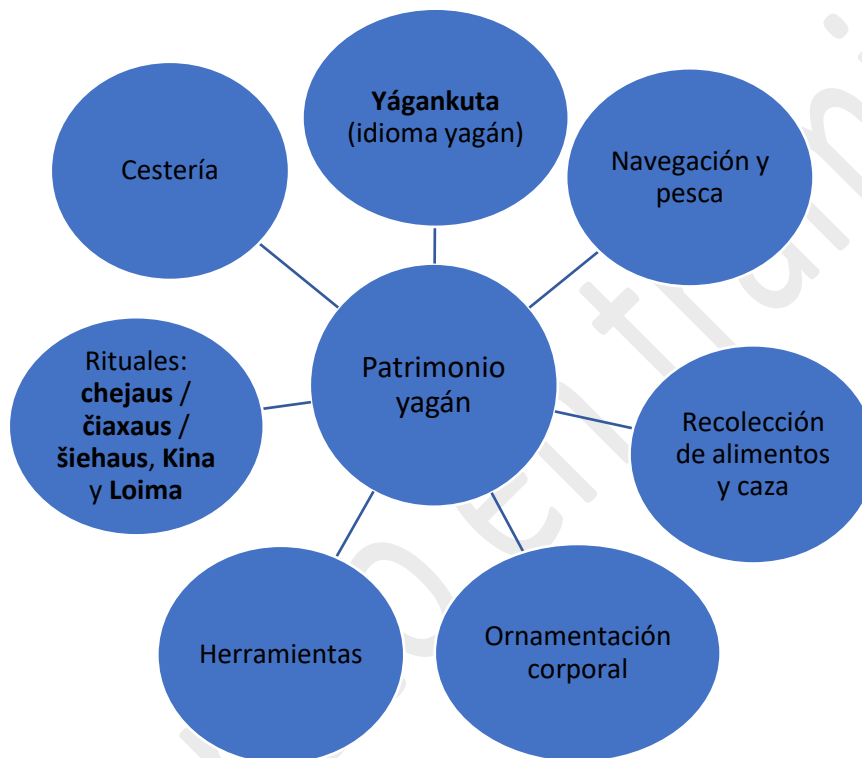 Yágankuta
(idioma yagán)
Cestería
Navegación y
pesca
Patrimonio
yagán
Rituales:
chejaus /
čiaxaus /
šiehaus, Kina
y Loima
Recolección
de alimentos
y caza
Herramientas
Ornamentación
corporal